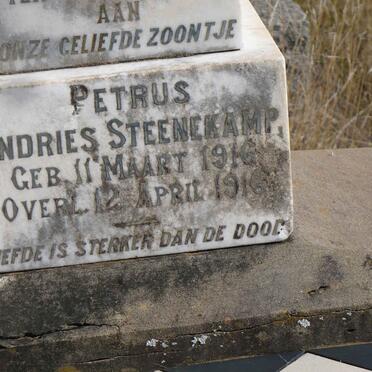 AAN
ONZE GELIEFDE ZOONTJE
PETRUS
NDRIES STEENEKAMP,
GEB. 11 MAART 1916
OVERL. 12 APRIL 1916
IEFDE IS STERKER DAN DE DOOD